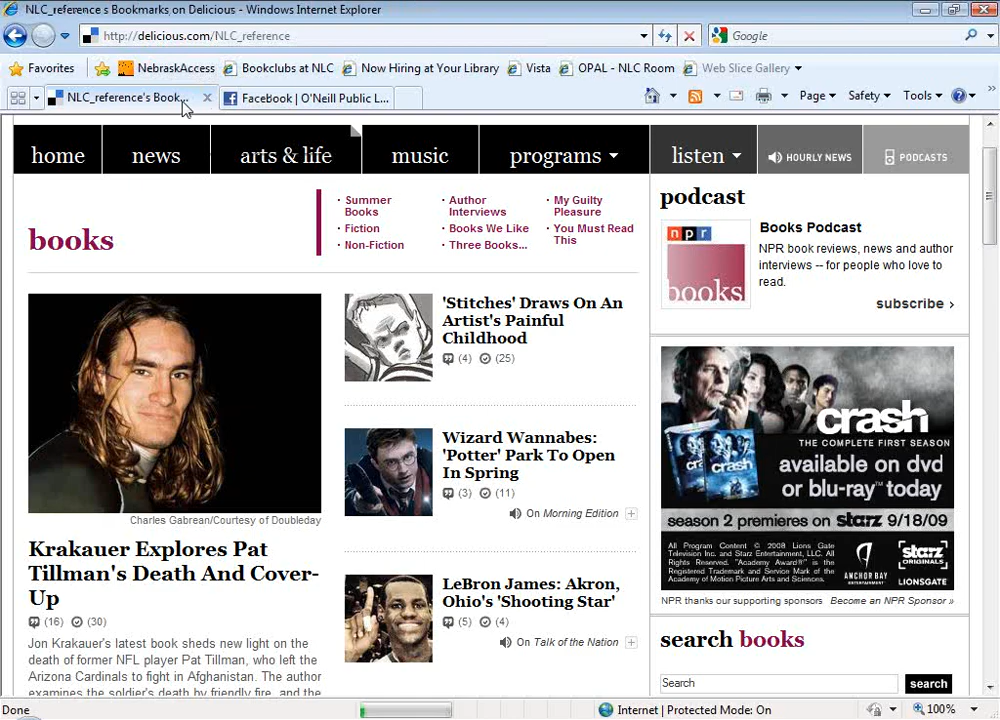 NLC_reference s Bookmarks on Delicious - Windows Internet Explorer
http://delicious.com/NLC_reference
Google
Favorites NebraskAccess Bookclubs at NLC Now Hiring at Your Library Vista OPAL - NLC Room Web Slice Gallery
NLC_reference's Book... Facebook | O'Neill Public L... Page Safety Tools
home news arts & life music programs listen HOURLY NEWS PODCASTS
books
Summer
Books
Fiction
Non-Fiction
Author
Interviews
Books We Like
Three Books...
My Guilty
Pleasure
You Must Read
This
podcast
npr
books
Books Podcast
NPR book reviews, news and author
interviews -- for people who love to
read.
subscribe ›
Charles Gabrean/Courtesy of Doubleday
Krakauer Explores Pat
Tillman's Death And Cover-
Up
(16) (30)
Jon Krakauer's latest book sheds new light on the
death of former NFL player Pat Tillman, who left the
Arizona Cardinals to fight in Afghanistan. The author
examines the soldier's death by friendly fire, and the
'Stitches' Draws On An
Artist's Painful
Childhood
(4) (25)
Wizard Wannabes:
'Potter' Park To Open
In Spring
(3) (11)
On Morning Edition
LeBron James: Akron,
Ohio's 'Shooting Star'
(5) (4)
On Talk of the Nation
crash
THE COMPLETE FIRST SEASON
available on dvd
or blu-ray™ today
crash crash
season 2 premieres on starz 9/18/09
All Program Content © 2008 Lions Gate
Television Inc. and Starz Entertainment, LLC. All
Rights Reserved. "Academy Award®" is the
Registered Trademark and Service Mark of the
Academy of Motion Picture Arts and Sciences.
ANCHOR BAY
ENTERTAINMENT
starz
ORIGINALS
LIONSGATE
NPR thanks our supporting sponsors Become an NPR Sponsor »
search books
Search search
Done Internet | Protected Mode: On 100%